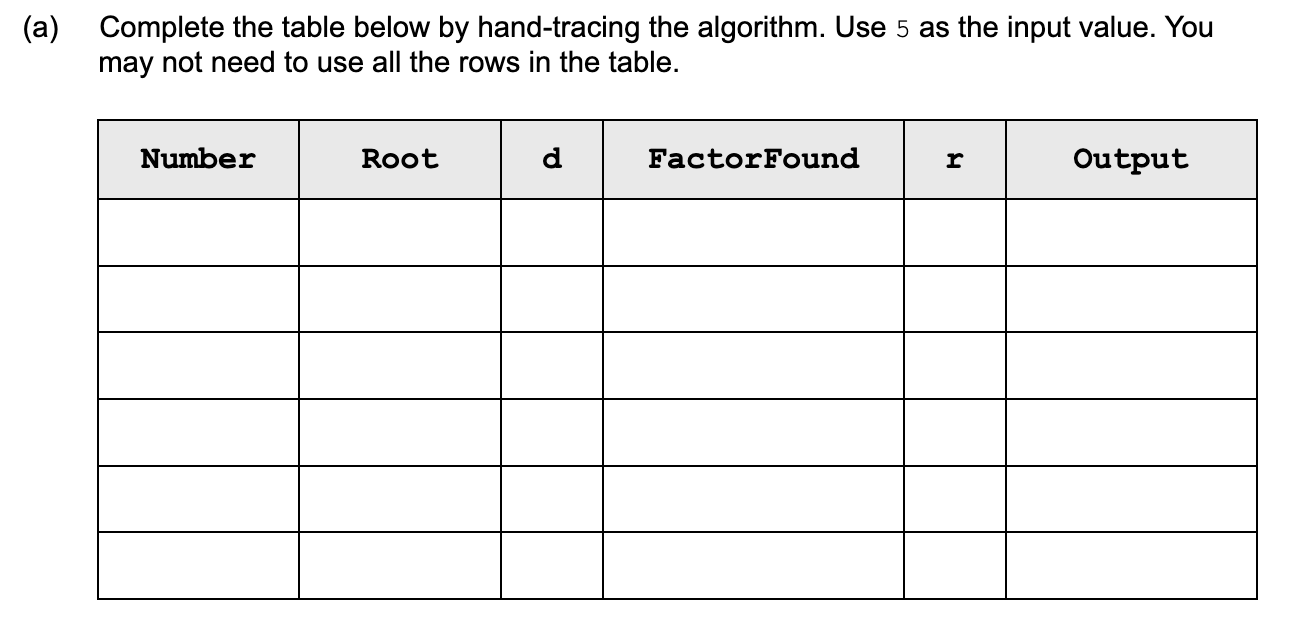 (a) Complete the table below by hand-tracing the algorithm. Use 5 as the input value. You
may not need to use all the rows in the table.
Number Root d FactorFound r Output